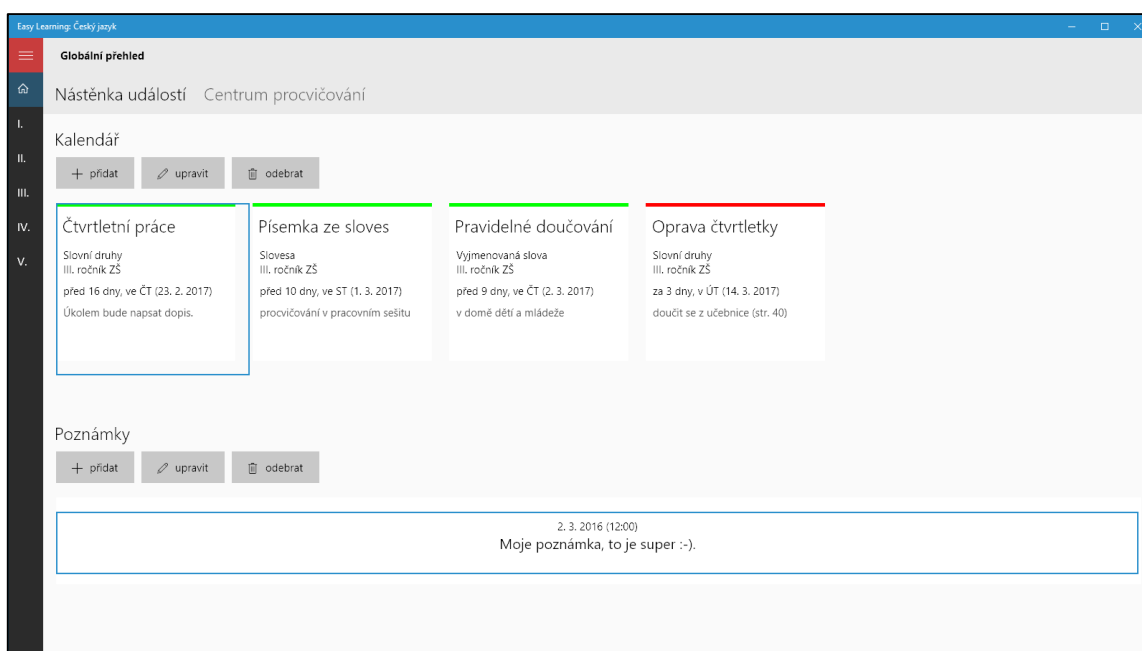 Easy Learning: Český jazyk
Globální přehled
Nástěnka událostí Centrum procvičování
I.
II.
III.
IV.
V.
Kalendář
přidat upravit odebrat
Čtvrtletní práce
Slovní druhy
III. ročník ZŠ
před 16 dny, ve ČT (23. 2. 2017)
Úkolem bude napsat dopis.
Písemka ze sloves
Slovesa
III. ročník ZŠ
před 10 dny, ve ST (1. 3. 2017)
procvičování v pracovním sešitu
Pravidelné doučování
Vyjmenovaná slova
III. ročník ZŠ
před 9 dny, ve ČT (2. 3. 2017)
v domě dětí a mládeže
Oprava čtvrtletky
Slovní druhy
III. ročník ZŠ
za 3 dny, v ÚT (14. 3. 2017)
doučit se z učebnice (str. 40)
Poznámky
přidat upravit odebrat
2. 3. 2016 (12:00)
Moje poznámka, to je super :-).